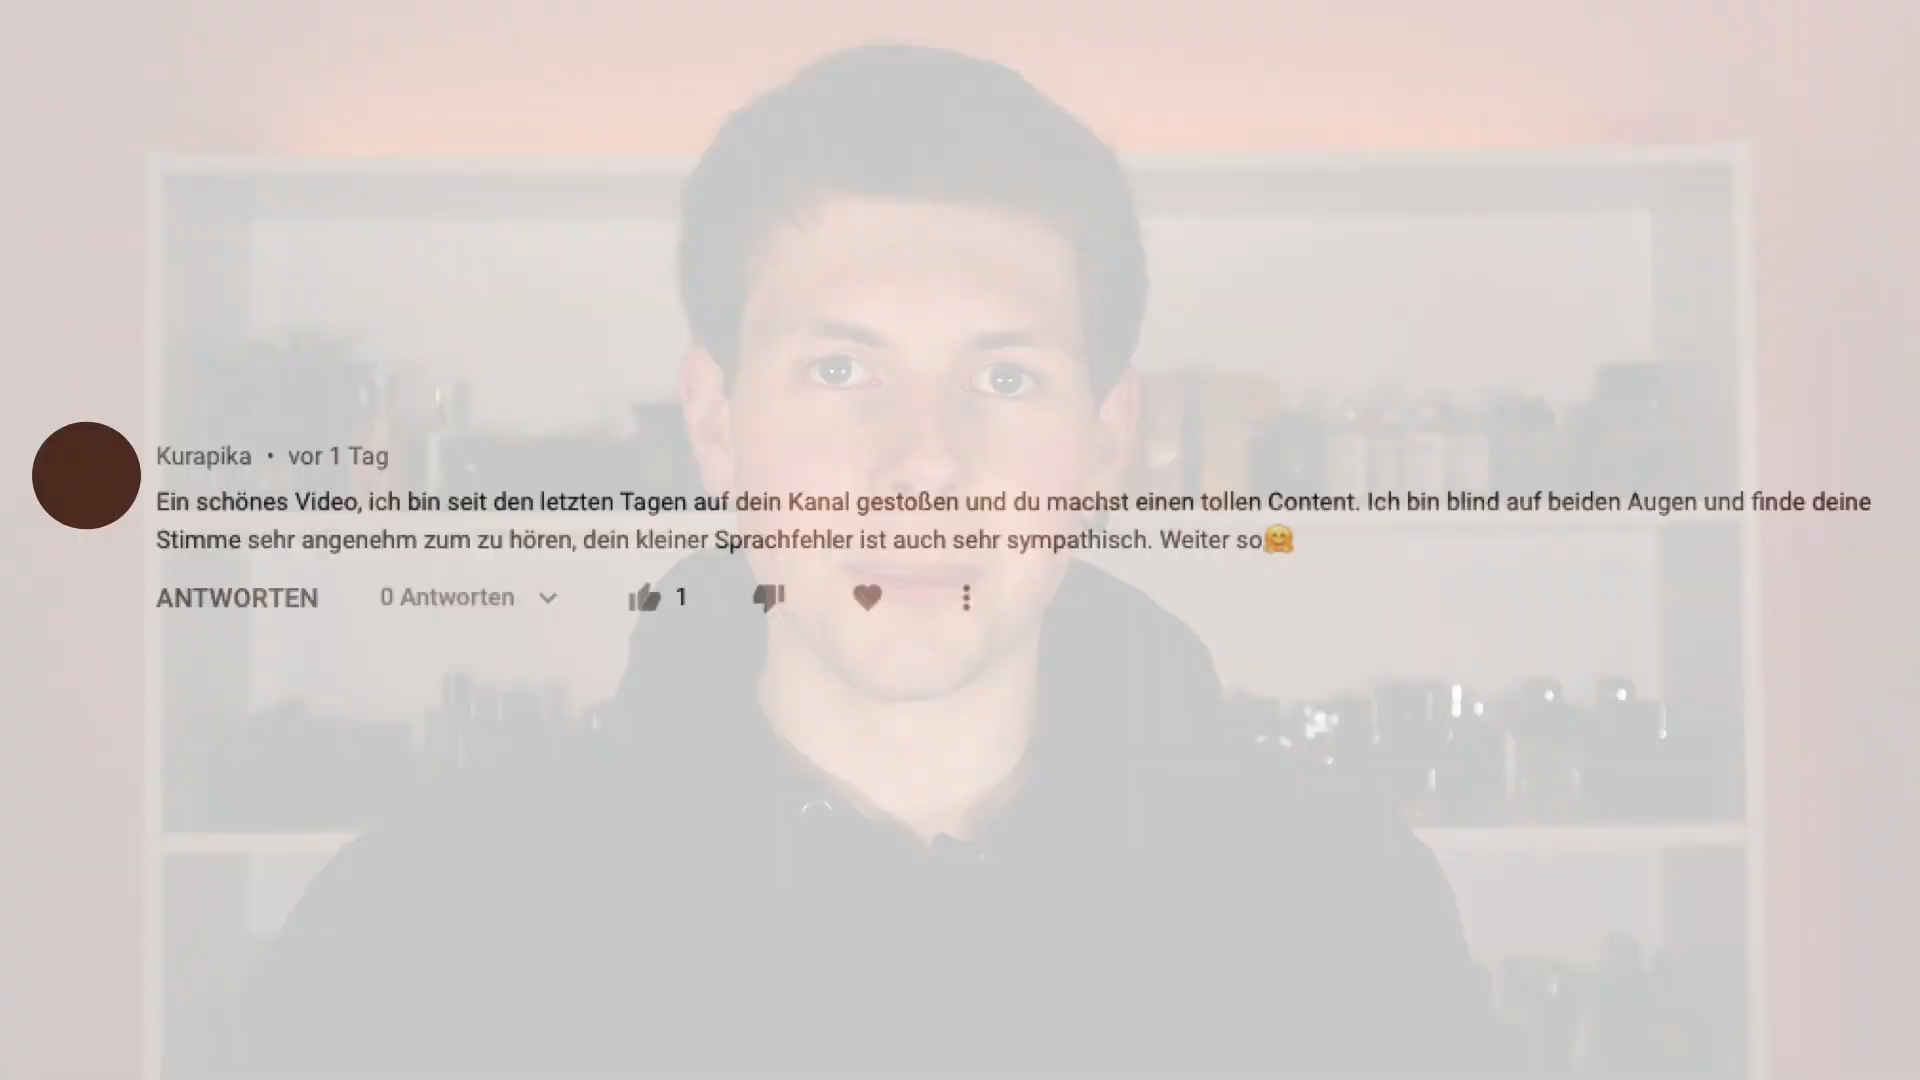 Kurapika • vor 1 Tag
Ein schönes Video, ich bin seit den letzten Tagen auf dein Kanal gestoßen und du machst einen tollen Content. Ich bin blind auf beiden Augen und finde deine
Stimme sehr angenehm zum zu hören, dein kleiner Sprachfehler ist auch sehr sympathisch. Weiter so🤗
ANTWORTEN 0 Antworten 1